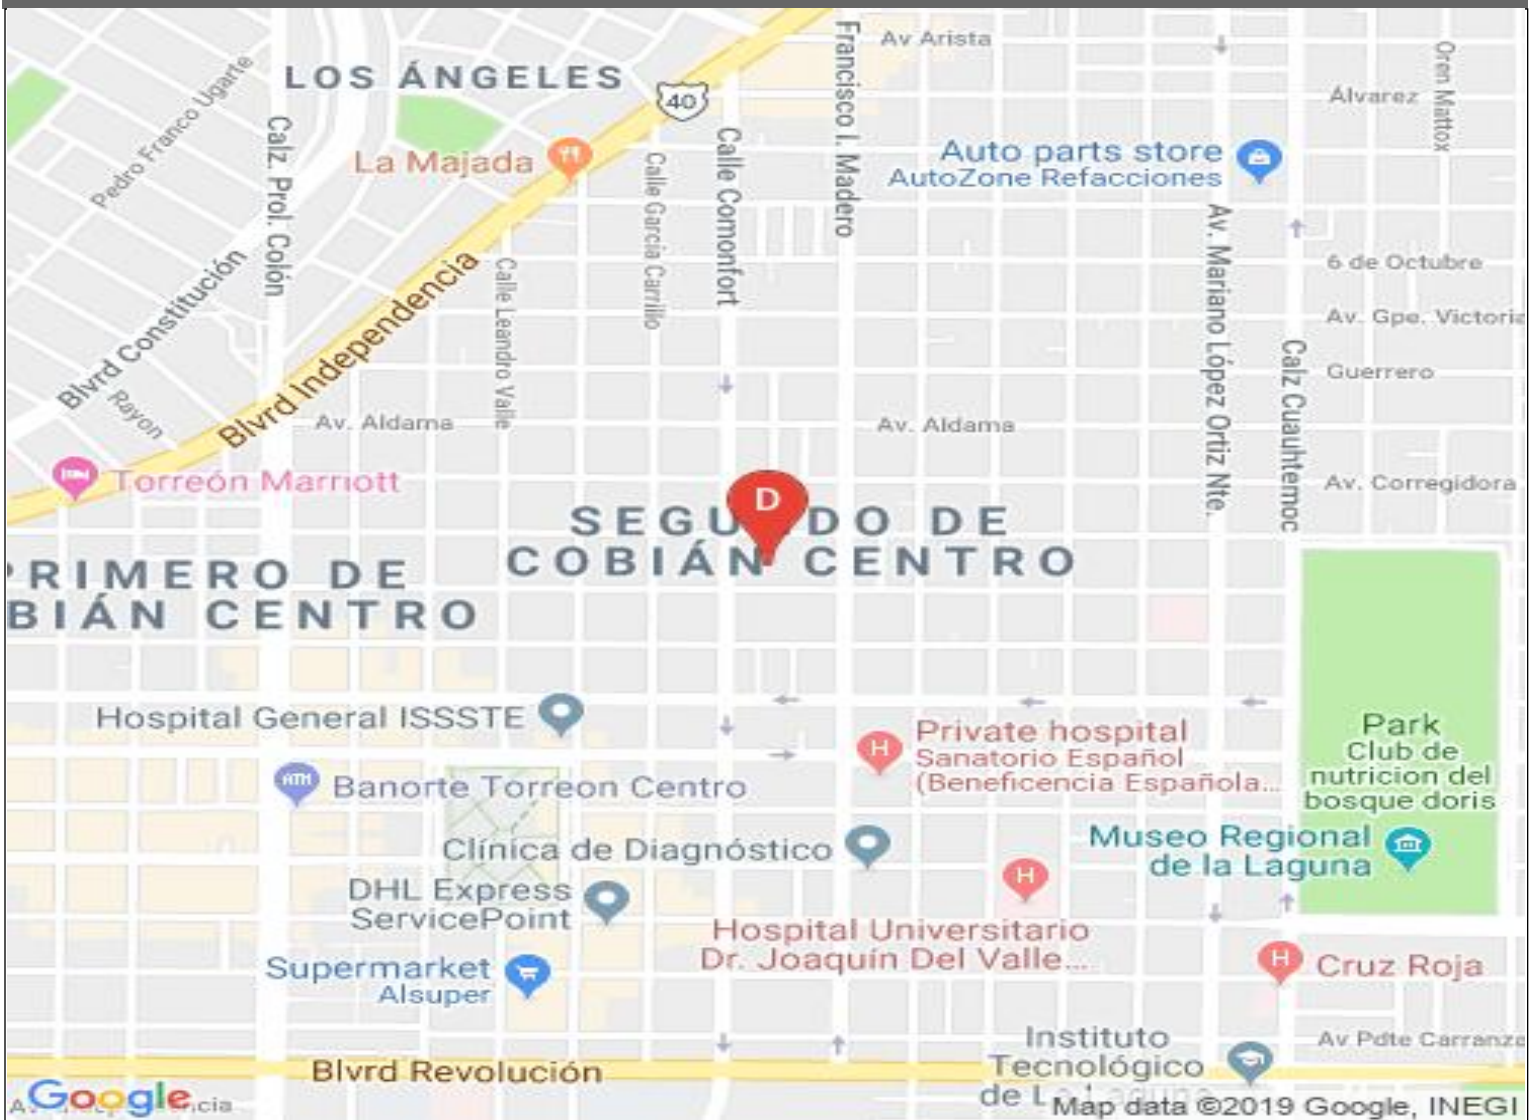 Av Arista
Francisco I. Madero
Oren Mattox
LOS ÁNGELES
Pedro Franco Ugarte
40
Álvarez
Calz. Prol. Colón
Calle Comonfort
La Majada
Auto parts store
AutoZone Refacciones
Calle Garcia Carrillo
Av. Mariano López Ortiz Nte.
6 de Octubre
Blvrd Constitución
Blvrd Independencia
Calle Leandro Valle
Av. Gpe. Victoria
Calz Cuauhtemoc
Guerrero
Rayon
Av. Aldama
Av. Aldama
Torreón Marriott
Av. Corregidora
D
SEGU DO DE
COBIÁN CENTRO
RIMERO DE
BIÁN CENTRO
Hospital General ISSSTE
Private hospital
Sanatorio Español
(Beneficencia Española...
H
Park
Club de
nutricion del
bosque doris
ATM
Banorte Torreon Centro
Clínica de Diagnóstico
Museo Regional
de la Laguna
DHL Express
ServicePoint
H
Hospital Universitario
Dr. Joaquín Del Valle...
Supermarket
Alsuper
H
Cruz Roja
Instituto
Tecnológico
de L
Av Pdte Carranza
Blvrd Revolución
Google
cia
Map data ©2019 Google, INEGI